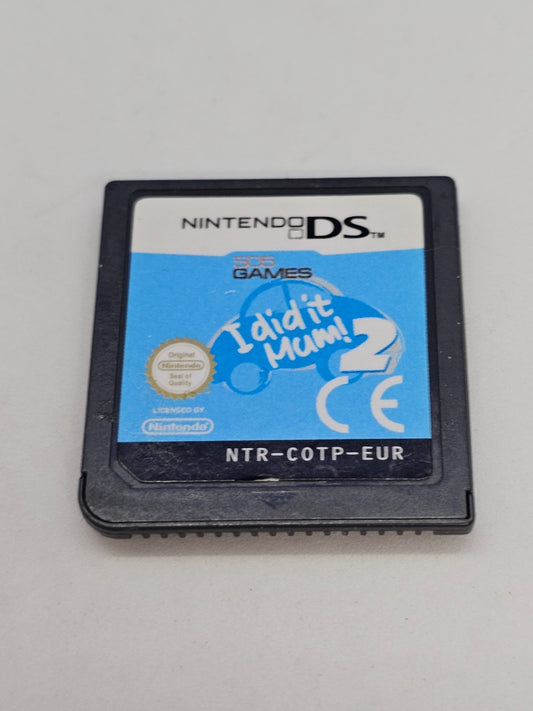 NINTENDO DS™
505
GAMES
I did it
Mum! 2
Original
Nintendo
Seal of
Quality
LICENSED BY
Nintendo
CE
NTR-COTP-EUR